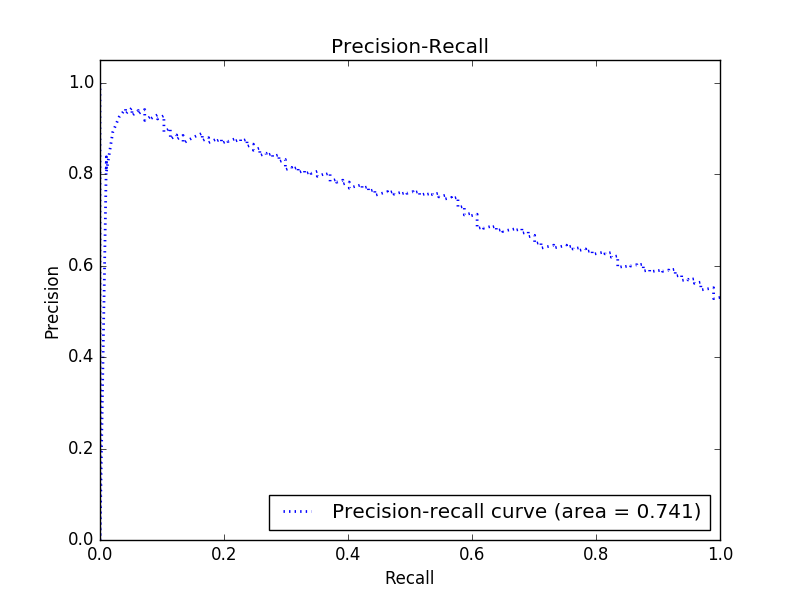 Precision-Recall
1.0
0.8
0.6
0.4
0.2
0.0
Precision
0.0 0.2 0.4 0.6 0.8 1.0
Recall
Precision-recall curve (area = 0.741)